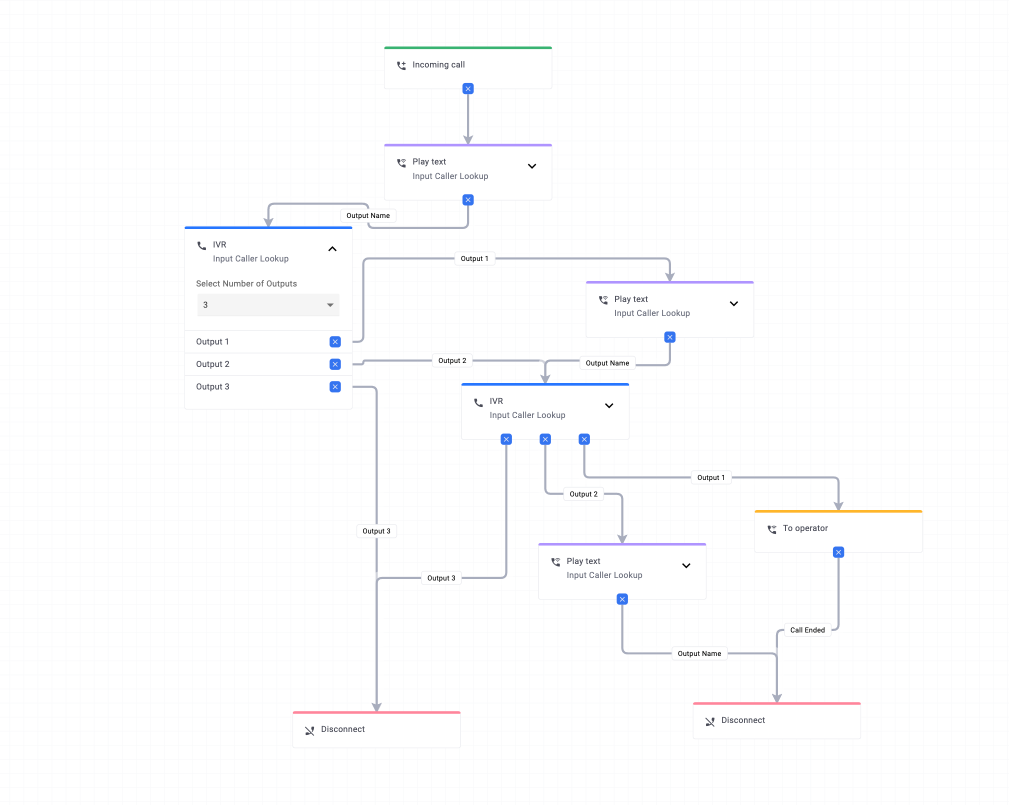 Incoming call
Play text
Input Caller Lookup
Output Name
IVR
Input Caller Lookup
Select Number of Outputs
3
Output 1
Output 2
Output 3
Output 1
Play text
Input Caller Lookup
Output 2
Output Name
IVR
Input Caller Lookup
Output 1
Output 2
To operator
Output 3
Play text
Input Caller Lookup
Output 3
Call Ended
Output Name
Disconnect
Disconnect